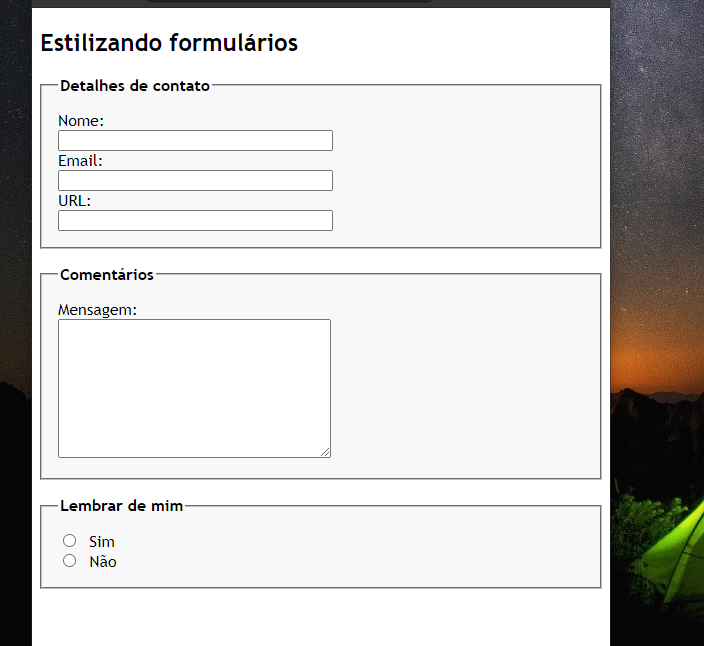 Estilizando formulários
Detalhes de contato
Nome:
Email:
URL:
Comentários
Mensagem:
Lembrar de mim
Sim
Não